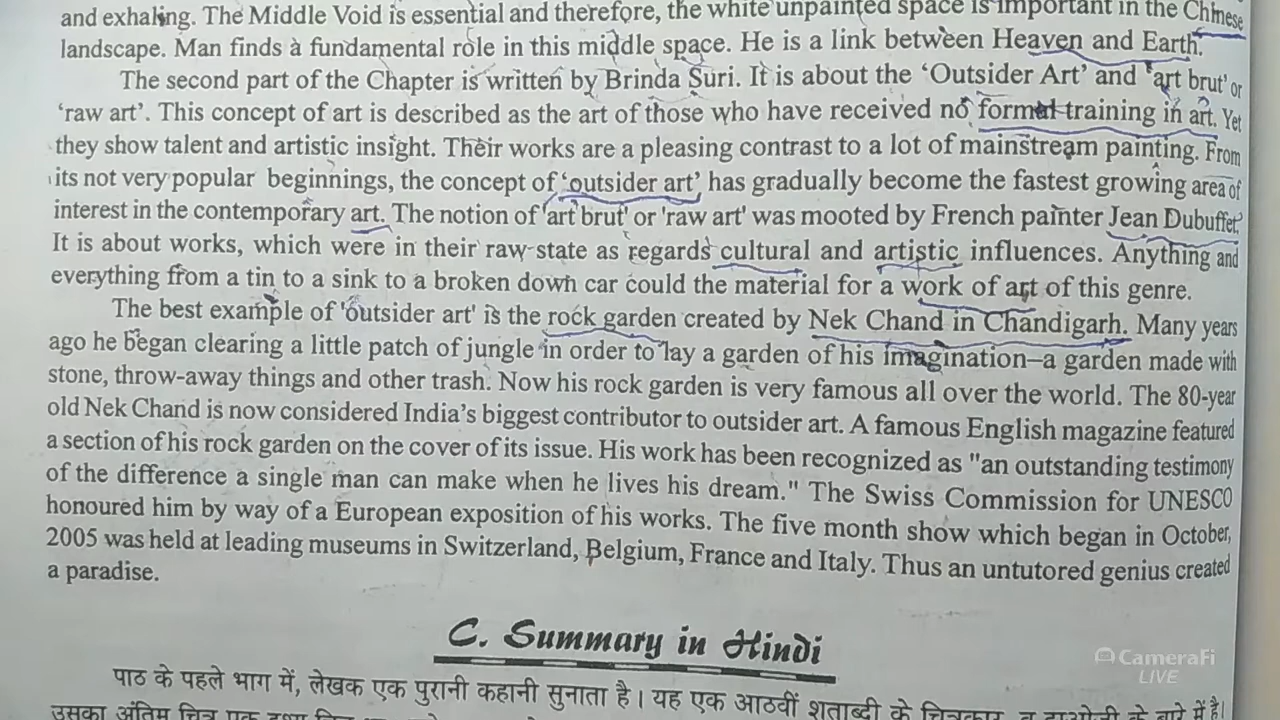 and exhaling. The Middle Void is essential and therefore, the white unpainted space is important in the Chinese
landscape. Man finds a fundamental role in this middle space. He is a link between Heaven and Earth.
The second part of the Chapter is written by Brinda Suri. It is about the ‘Outsider Art’ and 'art brut' or
‘raw art’. This concept of art is described as the art of those who have received no formal training in art. Yet
they show talent and artistic insight. Their works are a pleasing contrast to a lot of mainstream painting. From
its not very popular beginnings, the concept of ‘outsider art’ has gradually become the fastest growing area of
interest in the contemporary art. The notion of 'art brut' or 'raw art' was mooted by French painter Jean Dubuffet.
It is about works, which were in their raw state as regards cultural and artistic influences. Anything and
everything from a tin to a sink to a broken down car could the material for a work of art of this genre.
The best example of 'outsider art' is the rock garden created by Nek Chand in Chandigarh. Many years
ago he began clearing a little patch of jungle in order to lay a garden of his imagination–a garden made with
stone, throw-away things and other trash. Now his rock garden is very famous all over the world. The 80-year
old Nek Chand is now considered India’s biggest contributor to outsider art. A famous English magazine featured
a section of his rock garden on the cover of its issue. His work has been recognized as "an outstanding testimony
of the difference a single man can make when he lives his dream." The Swiss Commission for UNESCO
honoured him by way of a European exposition of his works. The five month show which began in October,
2005 was held at leading museums in Switzerland, Belgium, France and Italy. Thus an untutored genius created
a paradise.
C. Summary in Hindi
पाठ के पहले भाग में, लेखक एक पुरानी कहानी सुनाता है। यह एक आठवीं शताब्दी के चित्रकार
उसका अंतिम चित्र एक के बारे में है।
CameraFi
LIVE